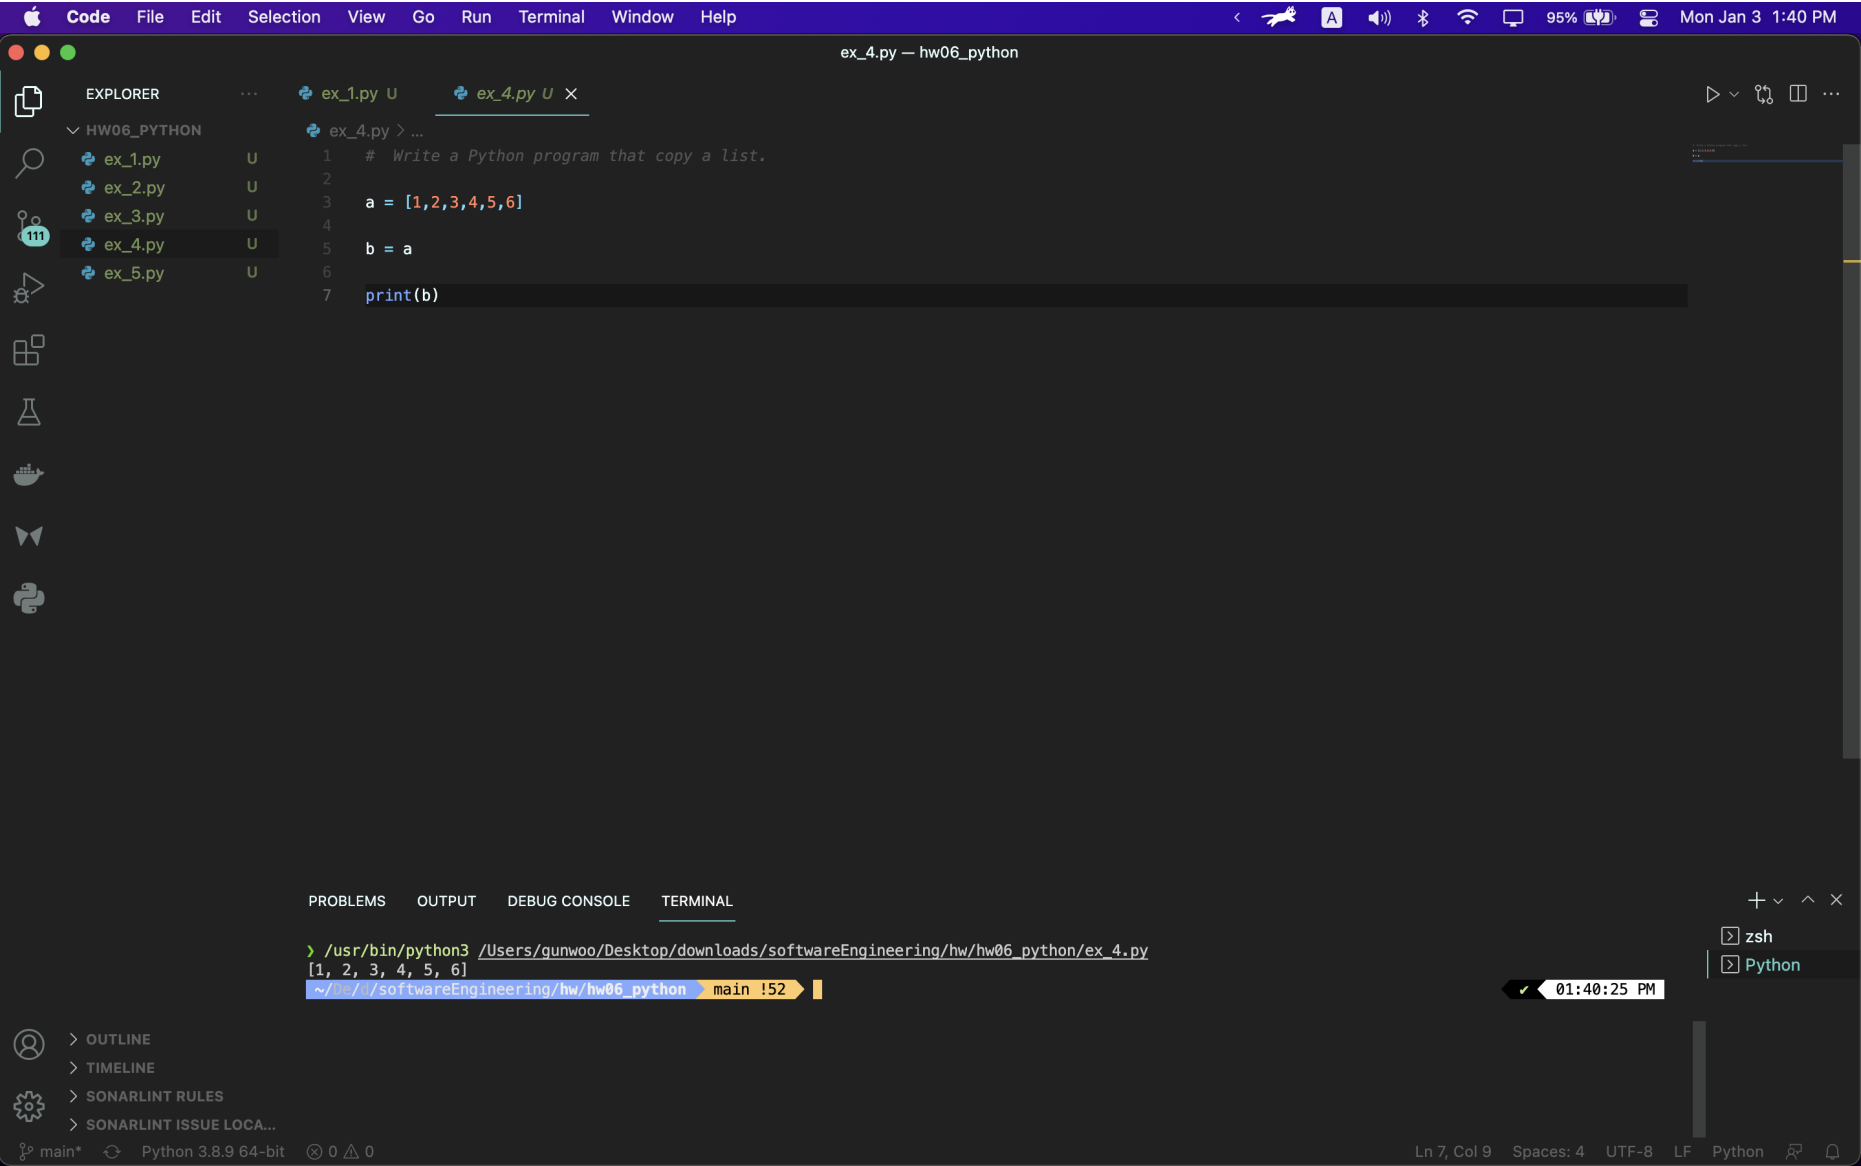 Code File Edit Selection View Go Run Terminal Window Help A 95% Mon Jan 3 1:40 PM
ex_4.py — hw06_python
EXPLORER ···
HW06_PYTHON
ex_1.py U
ex_2.py U
ex_3.py U
ex_4.py U
ex_5.py U
111
ex_1.py U ex_4.py U
ex_4.py > ...
1 # Write a Python program that copy a list.
2
3 a = [1,2,3,4,5,6]
4
5 b = a
6
7 print(b)
PROBLEMS OUTPUT DEBUG CONSOLE TERMINAL
❯ /usr/bin/python3 /Users/gunwoo/Desktop/downloads/softwareEngineering/hw/hw06_python/ex_4.py
[1, 2, 3, 4, 5, 6]
~/De/d/softwareEngineering/hw/hw06_python main !52 ✔ 01:40:25 PM
zsh
Python
OUTLINE
TIMELINE
SONARLINT RULES
SONARLINT ISSUE LOCA...
main* Python 3.8.9 64-bit 0 0 Ln 7, Col 9 Spaces: 4 UTF-8 LF Python